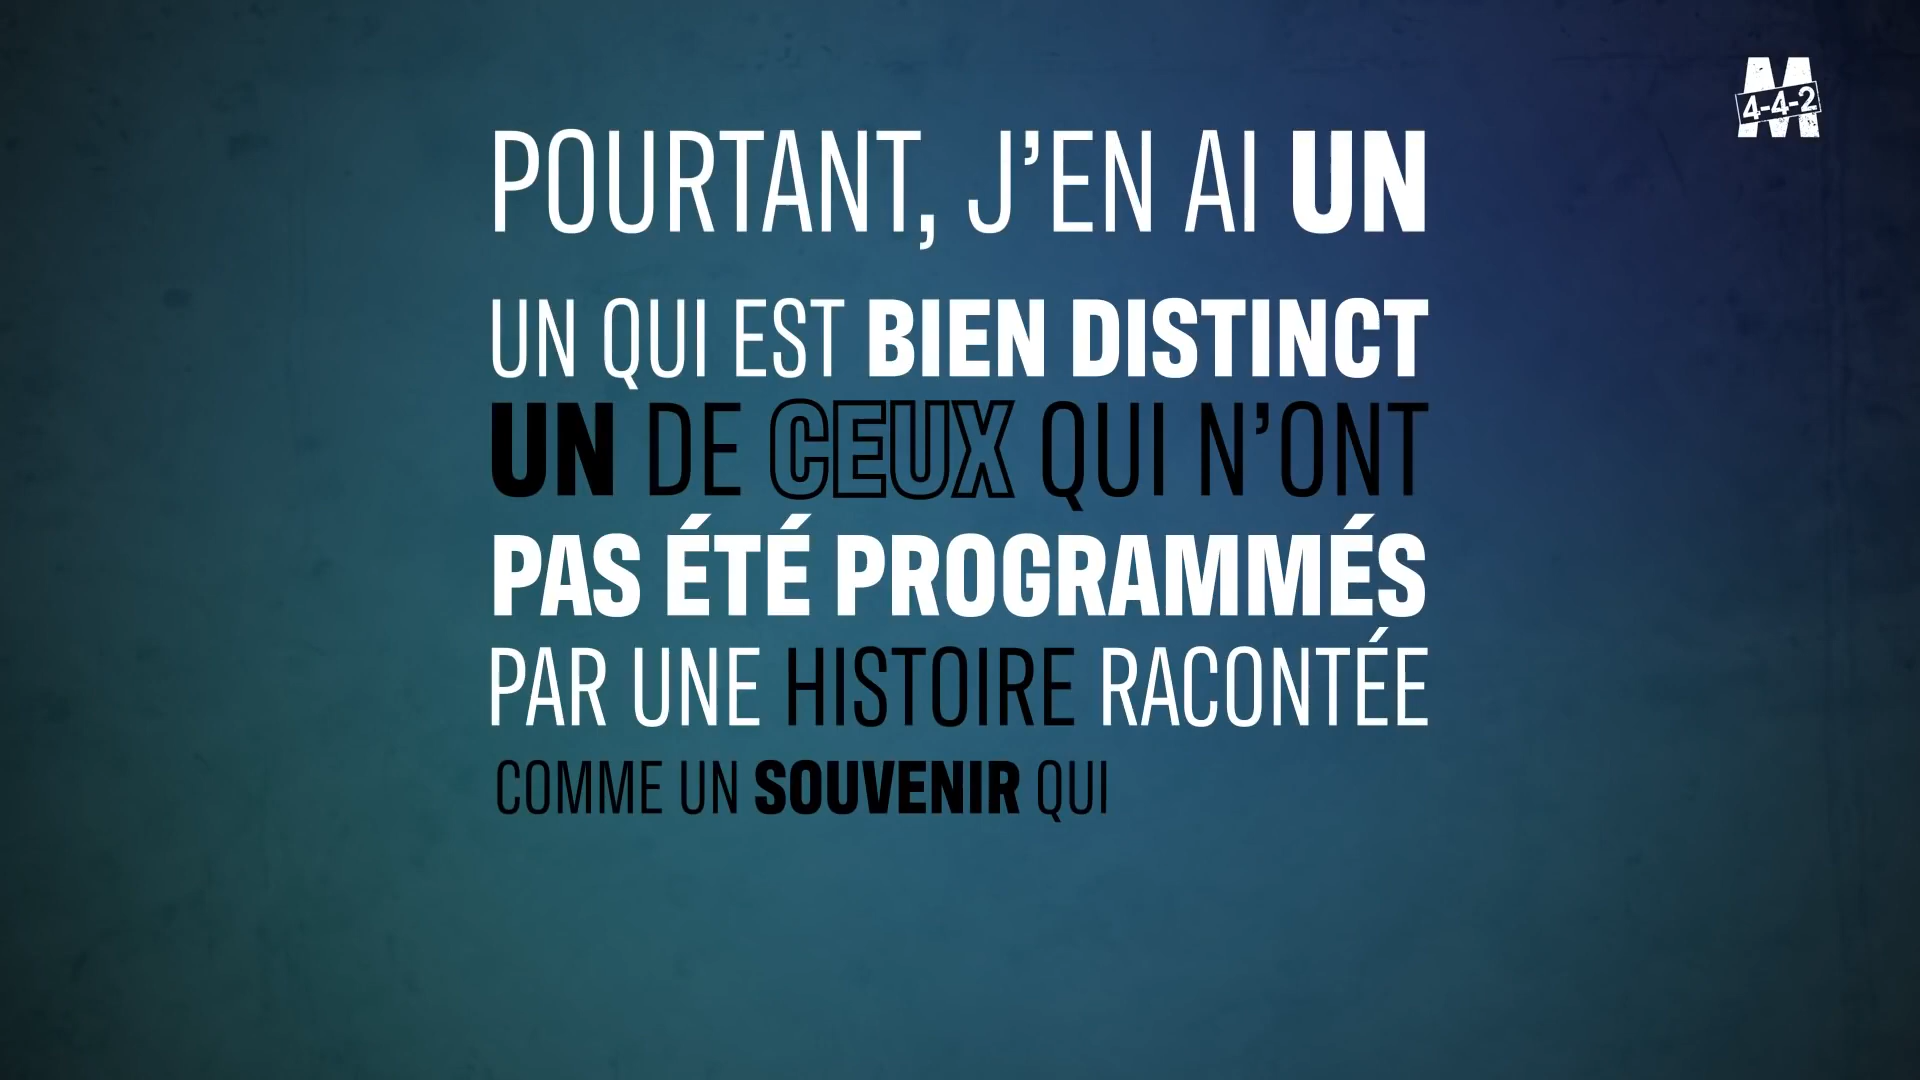 M
4-4-2
POURTANT, J’EN AI UN
UN QUI EST BIEN DISTINCT
UN DE CEUX QUI N’ONT
PAS ÉTÉ PROGRAMMÉS
PAR UNE HISTOIRE RACONTÉE
COMME UN SOUVENIR QUI